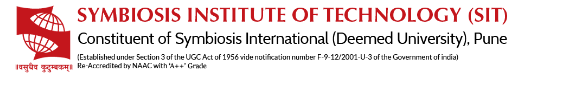 SYMBIOSIS INSTITUTE OF TECHNOLOGY (SIT)
Constituent of Symbiosis International (Deemed University), Pune
(Established under Section 3 of the UGC Act of 1956 vide notification number F-9-12/2001-U-3 of the Government of india)
Re-Accredited by NAAC with "A++" Grade
॥वसुधैव कुटुम्बकम्॥